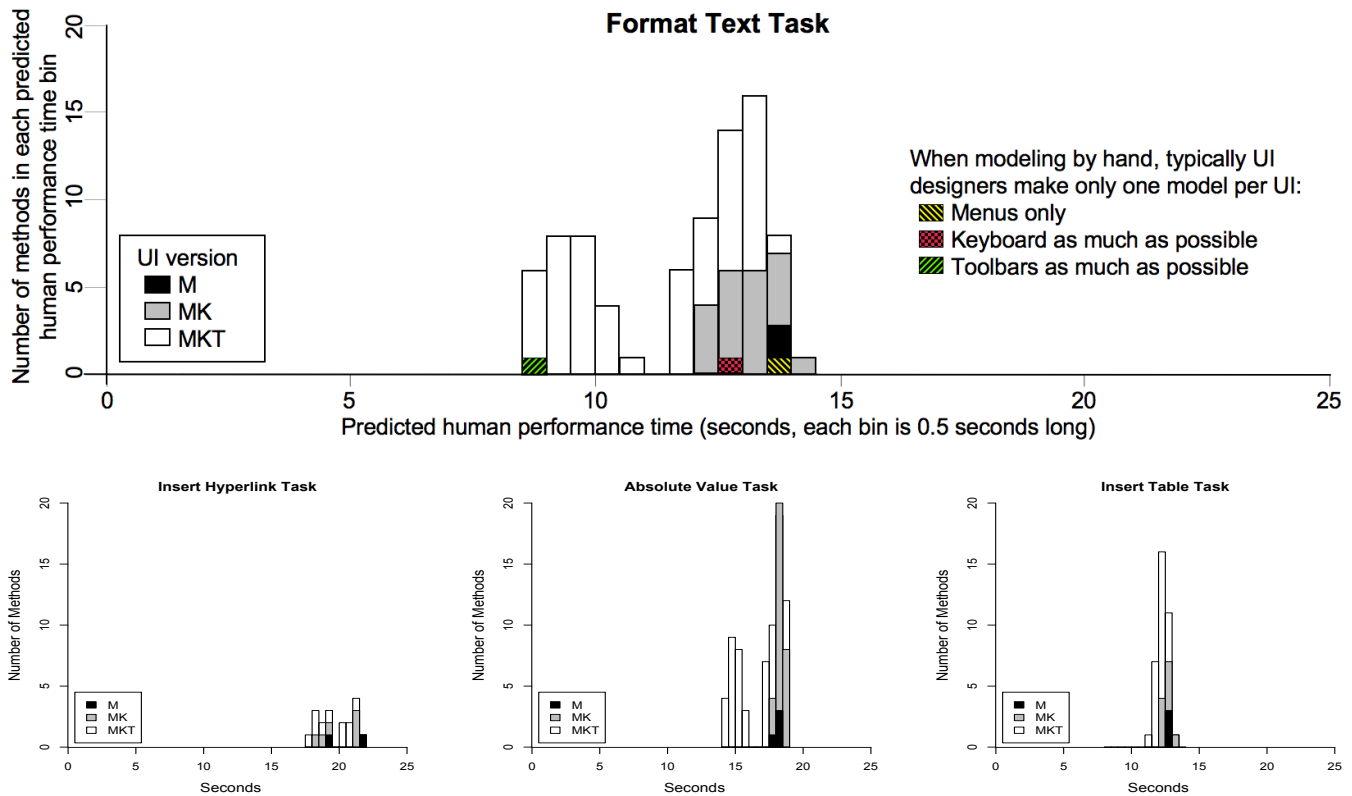 Format Text Task
Number of methods in each predicted
human performance time bin
20
15
10
5
0
When modeling by hand, typically UI
designers make only one model per UI:
Menus only
Keyboard as much as possible
Toolbars as much as possible
UI version
M
MK
MKT
0 5 10 15 20 25
Predicted human performance time (seconds, each bin is 0.5 seconds long)
Insert Hyperlink Task
Number of Methods
20
15
10
5
0
M
MK
MKT
0 5 10 15 20 25
Seconds
Absolute Value Task
Number of Methods
20
15
10
5
0
M
MK
MKT
0 5 10 15 20 25
Seconds
Insert Table Task
Number of Methods
20
15
10
5
0
M
MK
MKT
0 5 10 15 20 25
Seconds